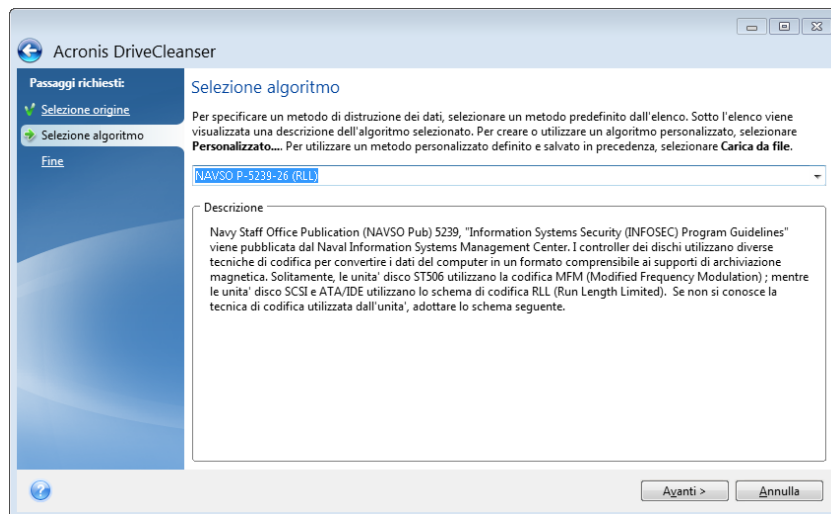 Acronis DriveCleanser
Passaggi richiesti:
Selezione origine
Selezione algoritmo
Fine
Selezione algoritmo
Per specificare un metodo di distruzione dei dati, selezionare un metodo predefinito dall'elenco. Sotto l'elenco viene
visualizzata una descrizione dell'algoritmo selezionato. Per creare o utilizzare un algoritmo personalizzato, selezionare
Personalizzato.... Per utilizzare un metodo personalizzato definito e salvato in precedenza, selezionare Carica da file.
NAVSO P-5239-26 (RLL)
Descrizione
Navy Staff Office Publication (NAVSO Pub) 5239, "Information Systems Security (INFOSEC) Program Guidelines"
viene pubblicata dal Naval Information Systems Management Center. I controller dei dischi utilizzano diverse
tecniche di codifica per convertire i dati del computer in un formato comprensibile ai supporti di archiviazione
magnetica. Solitamente, le unita' disco ST506 utilizzano la codifica MFM (Modified Frequency Modulation) ; mentre
le unita' disco SCSI e ATA/IDE utilizzano lo schema di codifica RLL (Run Length Limited).  Se non si conosce la
tecnica di codifica utilizzata dall'unita', adottare lo schema seguente.
Avanti >
Annulla